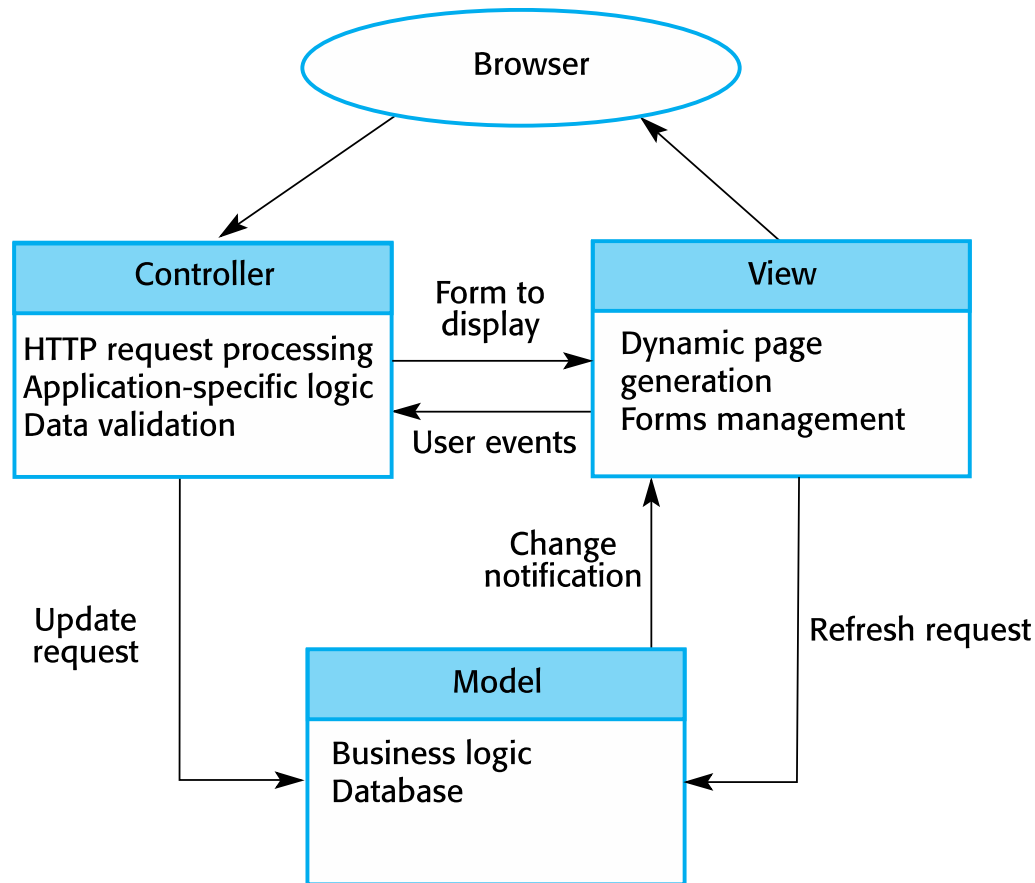 Browser
Controller
HTTP request processing
Application-specific logic
Data validation
Form to
display
User events
View
Dynamic page
generation
Forms management
Update
request
Change
notification
Refresh request
Model
Business logic
Database